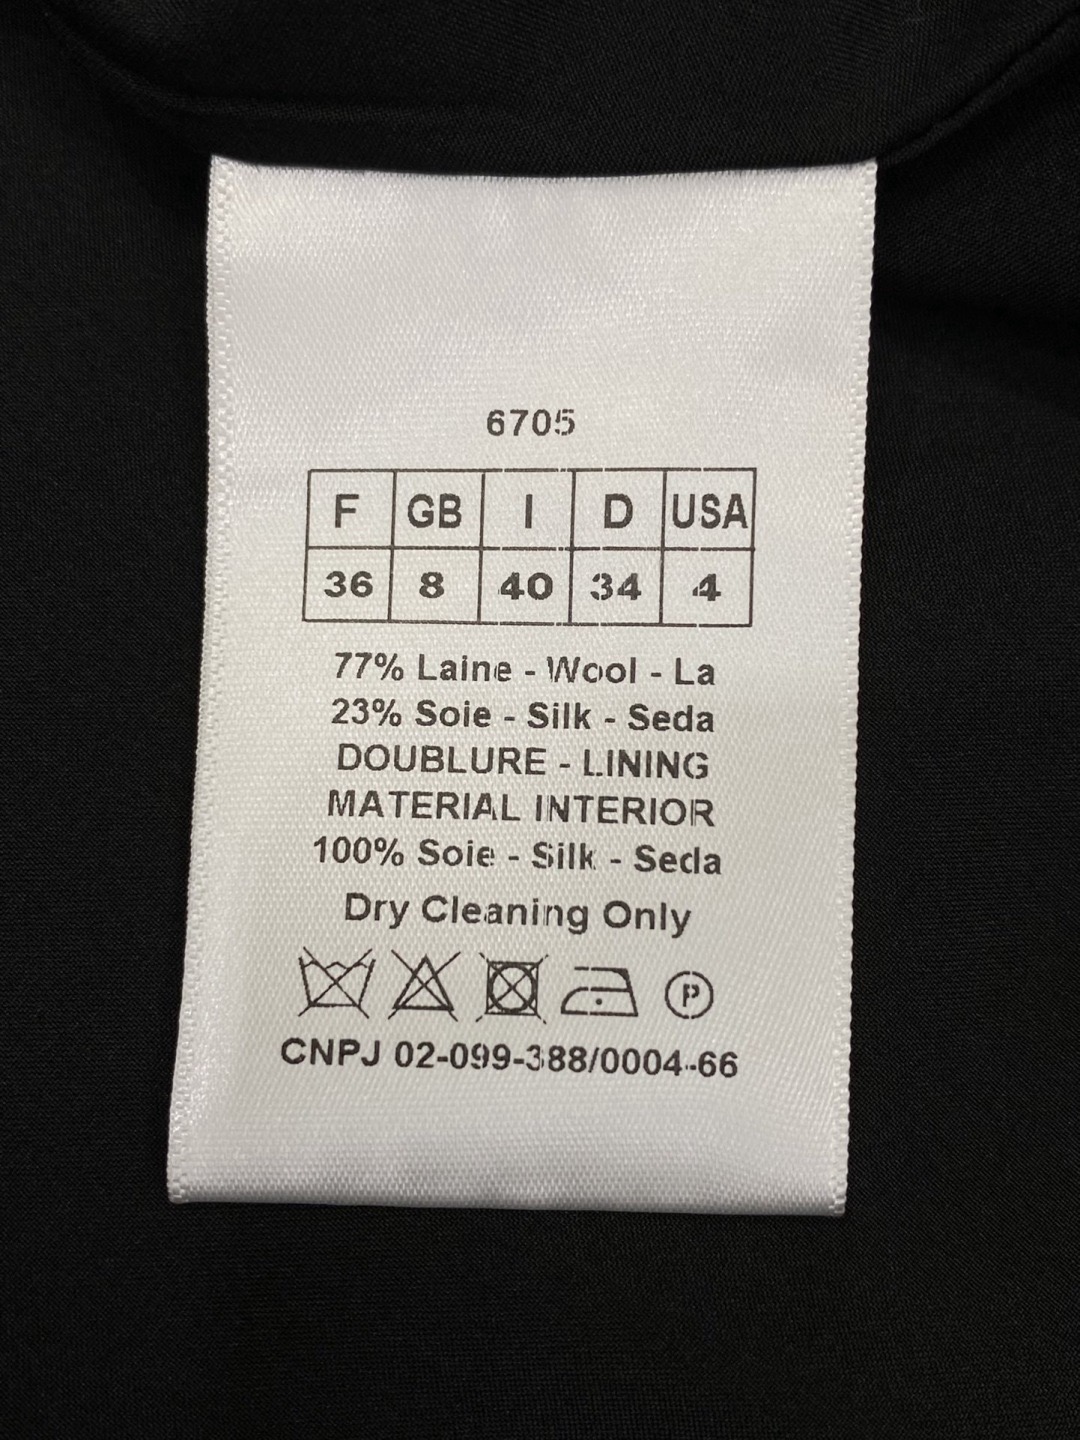 6705
F GB I D USA
36 8 40 34 4
77% Laine - Wool - La
23% Soie - Silk - Seda
DOUBLURE - LINING
MATERIAL INTERIOR
100% Soie - Silk - Seda
Dry Cleaning Only
P
CNPJ 02-099-388/0004-66